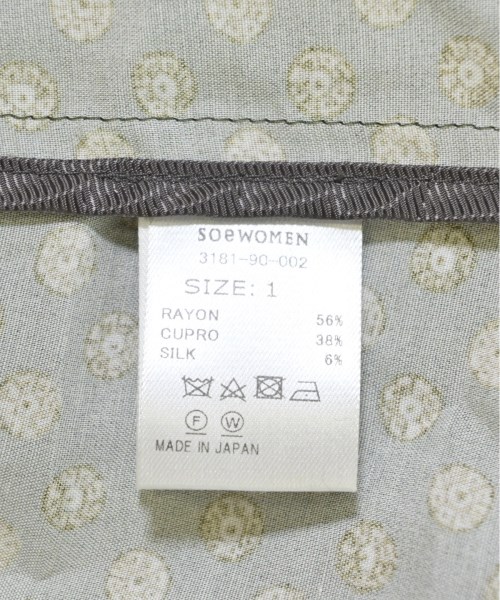 soeWOMEN
3181-90-002
SIZE: 1
RAYON 56%
CUPRO 38%
SILK 6%
F W
MADE IN JAPAN